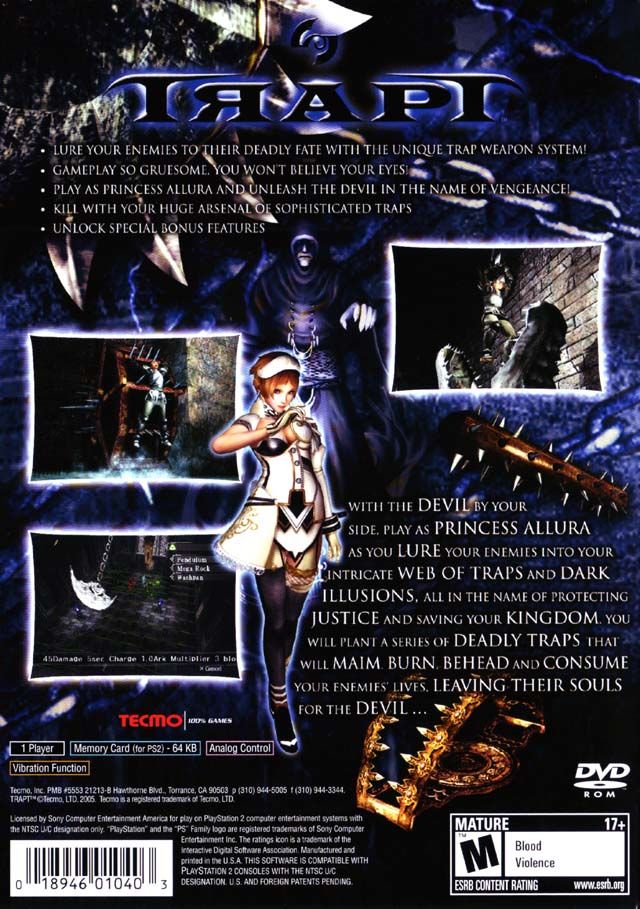 TRAPT™
• LURE YOUR ENEMIES TO THEIR DEADLY FATE WITH THE UNIQUE TRAP WEAPON SYSTEM!
• GAMEPLAY SO GRUESOME, YOU WON'T BELIEVE YOUR EYES!
• PLAY AS PRINCESS ALLURA AND UNLEASH THE DEVIL IN THE NAME OF VENGEANCE!
• KILL WITH YOUR HUGE ARSENAL OF SOPHISTICATED TRAPS
• UNLOCK SPECIAL BONUS FEATURES
Pendulum
Mega Rock
Washpan
45Damage 5sec Charge 1.0Ark Multiplier 3 blo
× Cancel
WITH THE DEVIL BY YOUR
SIDE, PLAY AS PRINCESS ALLURA
AS YOU LURE YOUR ENEMIES INTO YOUR
INTRICATE WEB OF TRAPS AND DARK
ILLUSIONS, ALL IN THE NAME OF PROTECTING
JUSTICE AND SAVING YOUR KINGDOM. YOU
WILL PLANT A SERIES OF DEADLY TRAPS THAT
WILL MAIM, BURN, BEHEAD AND CONSUME
YOUR ENEMIES' LIVES, LEAVING THEIR SOULS
FOR THE DEVIL ...
TECMO 100% GAMES
1 Player Memory Card (for PS2) - 64 KB Analog Control
Vibration Function
Tecmo, Inc. PMB #5553 21213-B Hawthorne Blvd., Torrance, CA 90503 p (310) 944-5005 f (310) 944-3344.
TRAPT™©Tecmo, LTD. 2005. Tecmo is a registered trademark of Tecmo, LTD.
Licensed by Sony Computer Entertainment America for play on PlayStation 2 computer entertainment systems with
the NTSC U/C designation only. "PlayStation" and the "PS" Family logo are registered trademarks of Sony Computer
Entertainment Inc. The ratings icon is a trademark of the
Interactive Digital Software Association. Manufactured and
printed in the U.S.A. THIS SOFTWARE IS COMPATIBLE WITH
PLAYSTATION 2 CONSOLES WITH THE NTSC U/C
DESIGNATION. U.S. AND FOREIGN PATENTS PENDING.
0 18946 01040 3
DVD
ROM
MATURE 17+
M
Blood
Violence
ESRB CONTENT RATING www.esrb.org